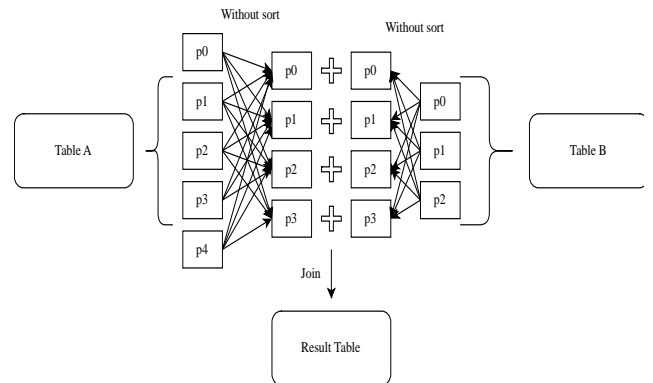 Without sort
Without sort
p0
p1
p2
p3
p4
p0
p1
p2
p3
p0
p1
p2
p3
p0
p1
p2
Table A
Table B
Join
Result Table